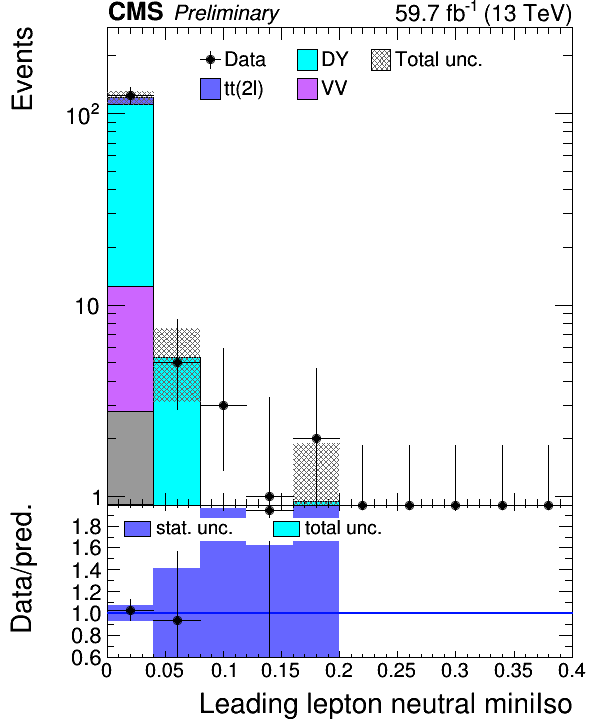 CMS Preliminary 59.7 fb⁻¹ (13 TeV)
Events
Data DY Total unc.
tt(2l) VV
10²
10
1
Data/pred.
stat. unc. total unc.
1.8
1.6
1.4
1.2
1.0
0.8
0.6
0 0.05 0.1 0.15 0.2 0.25 0.3 0.35 0.4
Leading lepton neutral miniIso